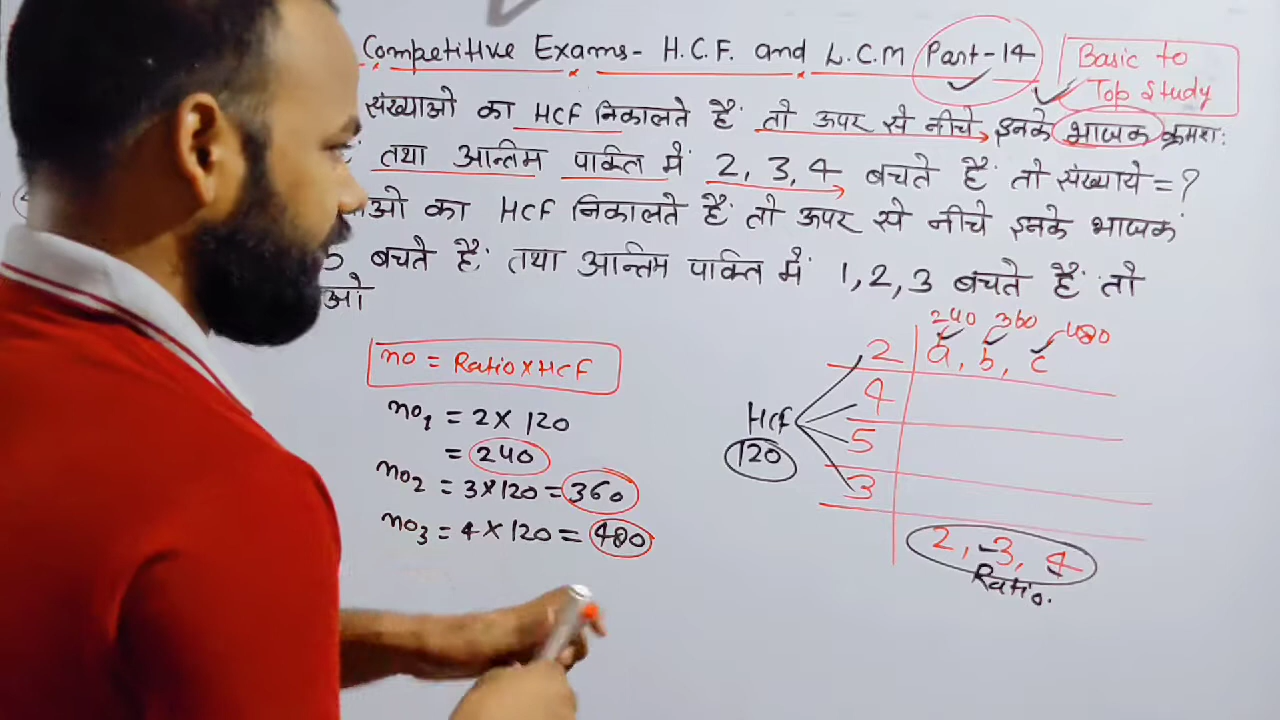 Competitive Exams- H.C.F. and L.C.M Part-14
Basic to
Top Study
संख्याओ का HCF निकालते हैं तो ऊपर से नीचे इनके भाजक क्रमश:
तथा अन्तिम पंक्ति में 2, 3, 4 बचते हैं तो संख्याये = ?
ओ का HCF निकालते हैं तो ऊपर से नीचे इनके भाजक
5 बचते हैं. तथा अन्तिम पंक्ति में 1, 2, 3 बचते हैं तो
ओ
no = Ratio×HCF
no1 = 2 × 120
= 240
no2 = 3×120 = 360
no3 = 4 × 120 = 480
240 360 480
2 a, b, c
4
HCF 5
120 3
2, 3, 4
Ratio.